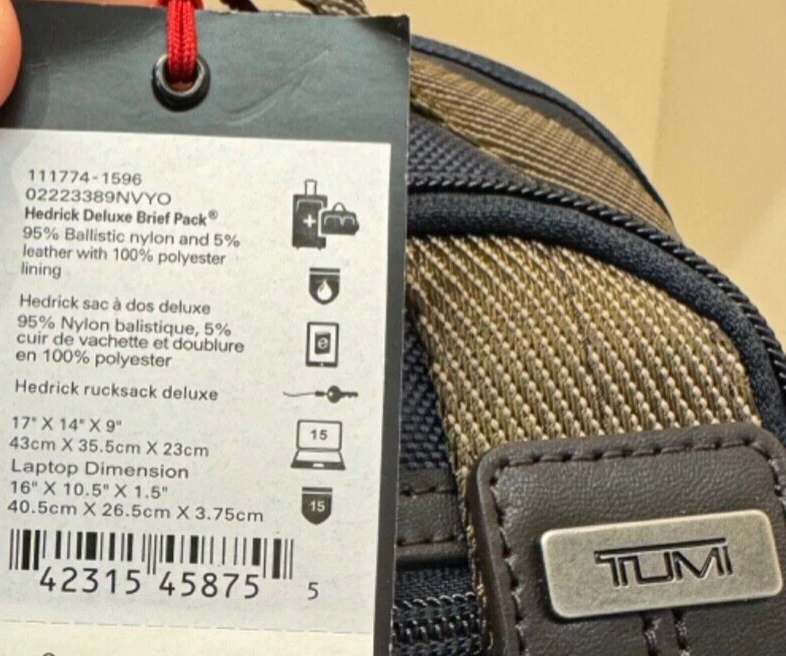 111774-1596
02223389NVYO
Hedrick Deluxe Brief Pack®
95% Ballistic nylon and 5%
leather with 100% polyester
lining
Hedrick sac à dos deluxe
95% Nylon balistique, 5%
cuir de vachette et doublure
en 100% polyester
Hedrick rucksack deluxe
17" X 14" X 9"
43cm X 35.5cm X 23cm
Laptop Dimension
16" X 10.5" X 1.5"
40.5cm X 26.5cm X 3.75cm
42315 45875 5
15
15
TUMI